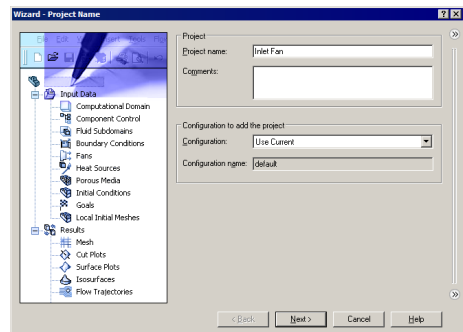 Wizard - Project Name
Project
Project name: Inlet Fan
Comments:
Configuration to add the project
Configuration: Use Current
Configuration name: default
Input Data
Computational Domain
Component Control
Fluid Subdomains
Boundary Conditions
Fans
Heat Sources
Porous Media
Initial Conditions
Goals
Local Initial Meshes
Results
Mesh
Cut Plots
Surface Plots
Isosurfaces
Flow Trajectories
< Back
Next >
Cancel
Help